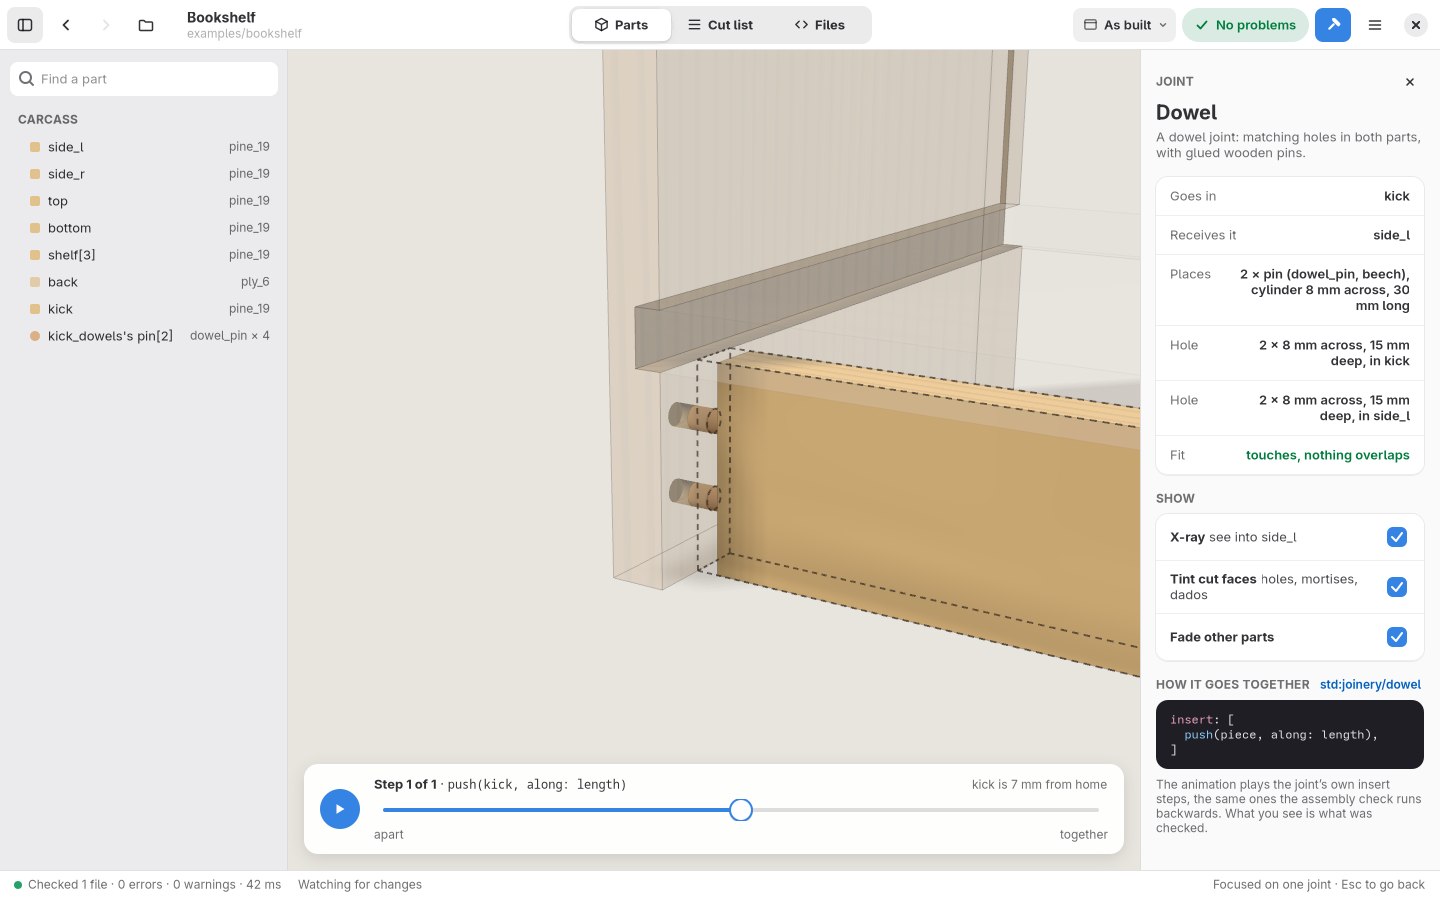 Bookshelf
examples/bookshelf
Parts
Cut list
Files
As built
No problems
Find a part
CARCASS
side_l pine_19
side_r pine_19
top pine_19
bottom pine_19
shelf[3] pine_19
back ply_6
kick pine_19
kick_dowels's pin[2] dowel_pin × 4
JOINT
Dowel
A dowel joint: matching holes in both parts,
with glued wooden pins.
Goes in kick
Receives it side_l
Places 2 × pin (dowel_pin, beech),
cylinder 8 mm across, 30
mm long
Hole 2 × 8 mm across, 15 mm
deep, in kick
Hole 2 × 8 mm across, 15 mm
deep, in side_l
Fit touches, nothing overlaps
SHOW
X-ray see into side_l
Tint cut faces holes, mortises,
dados
Fade other parts
HOW IT GOES TOGETHER std:joinery/dowel
insert: [
push(piece, along: length),
]
The animation plays the joint's own insert
steps, the same ones the assembly check runs
backwards. What you see is what was
checked.
Step 1 of 1 · push(kick, along: length) kick is 7 mm from home
apart together
Checked 1 file · 0 errors · 0 warnings · 42 ms Watching for changes
Focused on one joint · Esc to go back